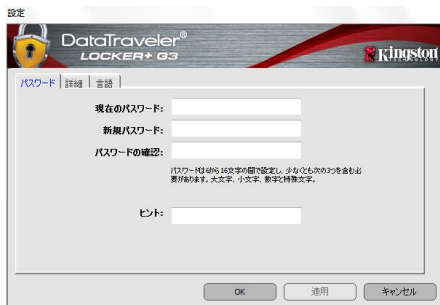 設定
DataTraveler®
LOCKER+ G3
Kingston
TECHNOLOGY
パスワード 詳細 言語
現在のパスワード:
新規パスワード:
パスワードの確認:
パスワードは6から16文字の間で設定し、少なくとも次の3つを含む必
要があります。大文字、小文字、数字と特殊文字。
ヒント:
OK 適用 キャンセル